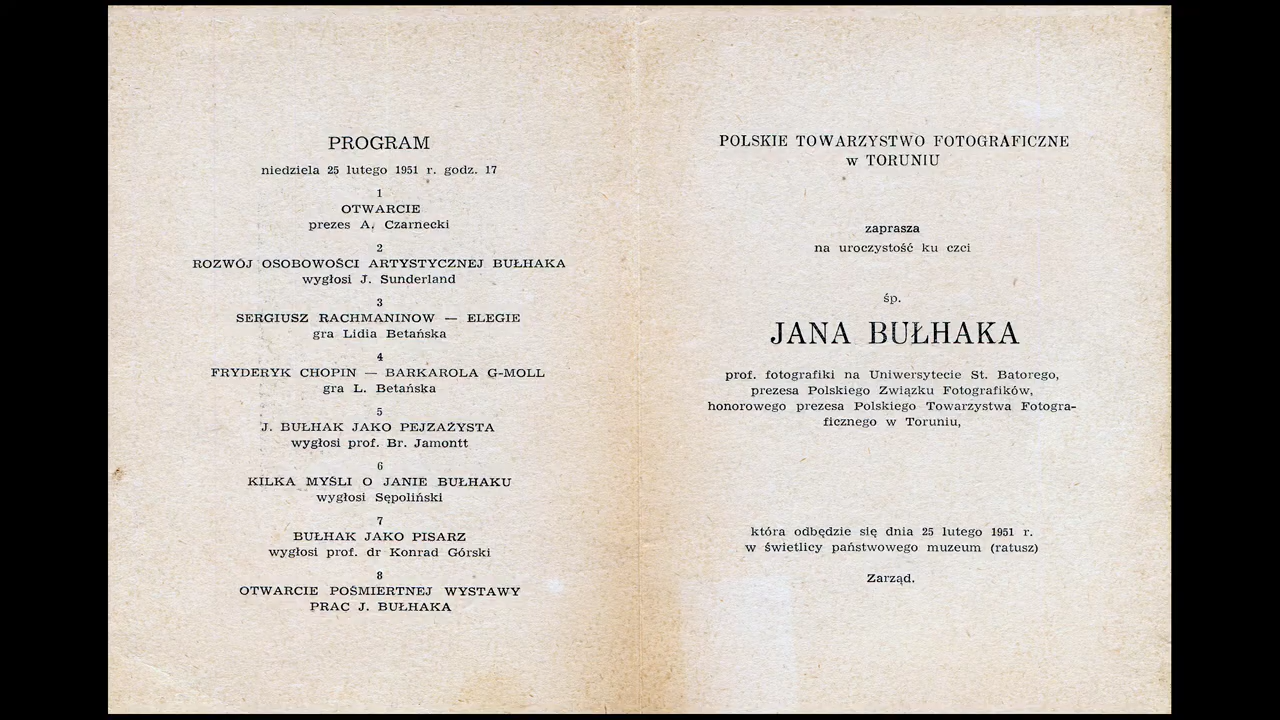 PROGRAM
niedziela 25 lutego 1951 r. godz. 17
1
OTWARCIE
prezes A. Czarnecki
2
ROZWÓJ OSOBOWOŚCI ARTYSTYCZNEJ BUŁHAKA
wygłosi J. Sunderland
3
SERGIUSZ RACHMANINOW — ELEGIE
gra Lidia Betańska
4
FRYDERYK CHOPIN — BARKAROLA G-MOLL
gra L. Betańska
5
J. BUŁHAK JAKO PEJZAŻYSTA
wygłosi prof. Br. Jamontt
6
KILKA MYŚLI O JANIE BUŁHAKU
wygłosi Sępoliński
7
BUŁHAK JAKO PISARZ
wygłosi prof. dr Konrad Górski
8
OTWARCIE POŚMIERTNEJ WYSTAWY
PRAC J. BUŁHAKA
POLSKIE TOWARZYSTWO FOTOGRAFICZNE
w TORUNIU
zaprasza
na uroczystość ku czci
śp.
JANA BUŁHAKA
prof. fotografiki na Uniwersytecie St. Batorego,
prezesa Polskiego Związku Fotografików,
honorowego prezesa Polskiego Towarzystwa Fotogra-
ficznego w Toruniu,
która odbędzie się dnia 25 lutego 1951 r.
w świetlicy państwowego muzeum (ratusz)
Zarząd.